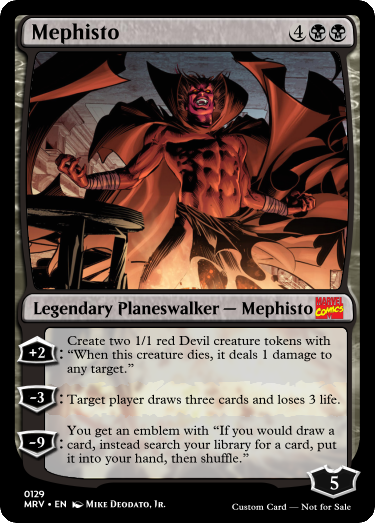 Mephisto 4
Legendary Planeswalker — Mephisto MARVEL COMICS
+2: Create two 1/1 red Devil creature tokens with
“When this creature dies, it deals 1 damage to
any target.”
-3: Target player draws three cards and loses 3 life.
-9: You get an emblem with “If you would draw a
card, instead search your library for a card, put
it into your hand, then shuffle.”
5
0129
MRV • EN Mike Deodato, Jr.
Custom Card — Not for Sale